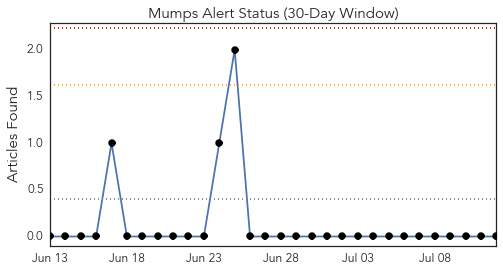 Mumps Alert Status (30-Day Window)
Articles Found
2.0
1.5
1.0
0.5
0.0
Jun 13 Jun 18 Jun 23 Jun 28 Jul 03 Jul 08